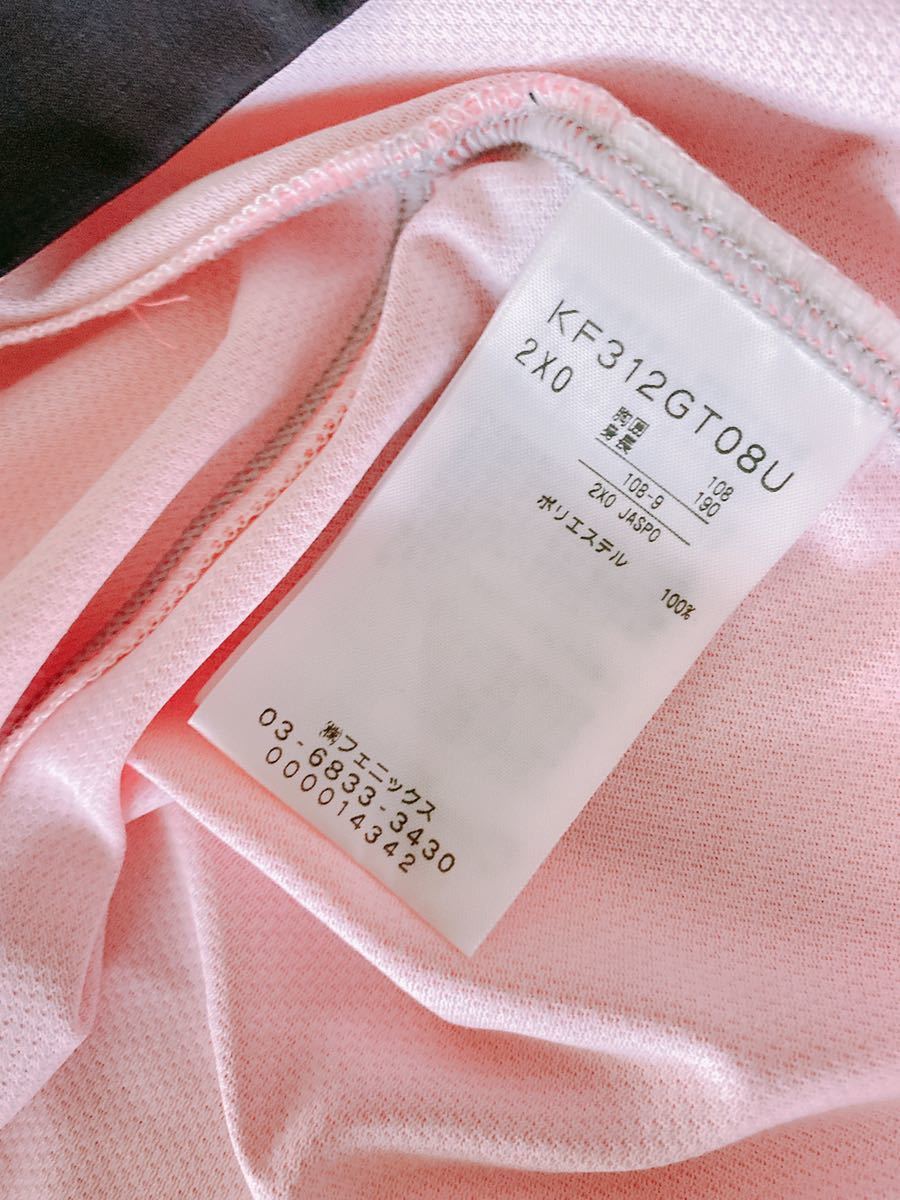 KF312GT08U
2XO
胸囲 108
身長 190
108-9
2XO JASPO
ポリエステル 100%
㈱フェニックス
03-6833-3430
000014342